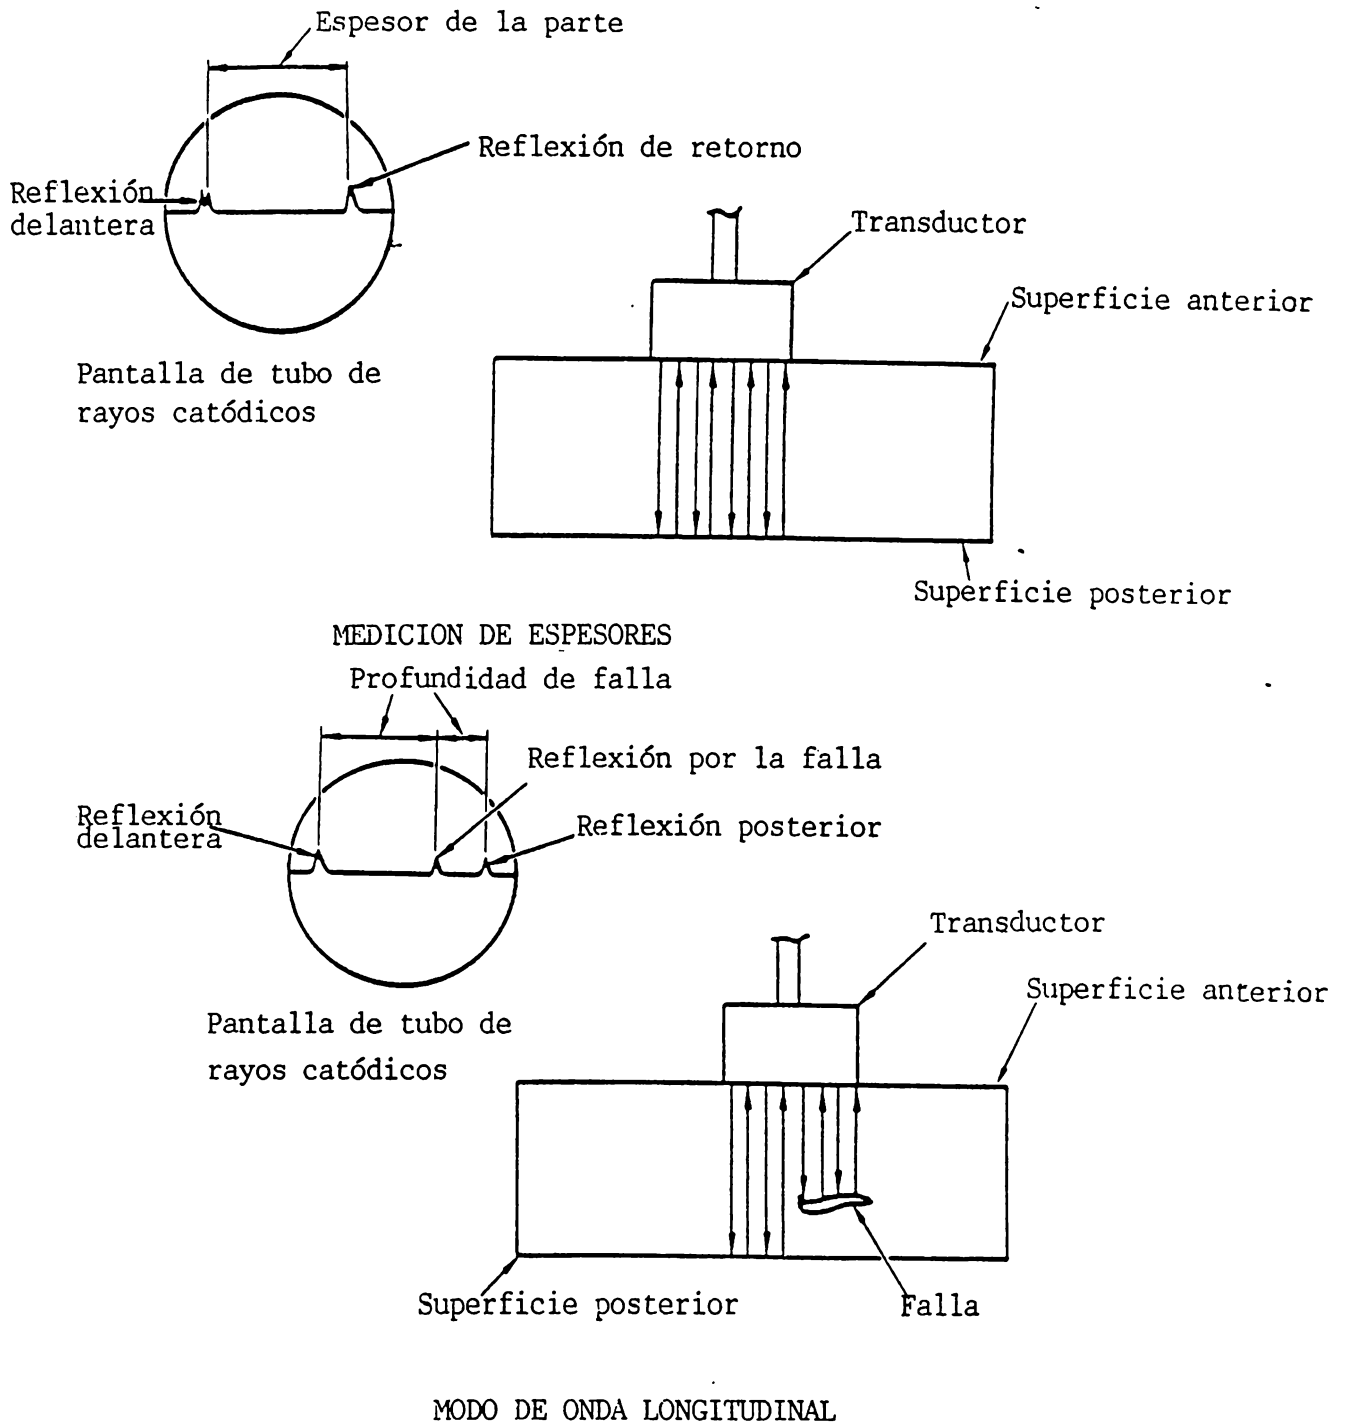 Espesor de la parte
Reflexión de retorno
Reflexión
delantera
Transductor
Superficie anterior
Pantalla de tubo de
rayos catódicos
Superficie posterior
MEDICION DE ESPESORES
Profundidad de falla
Reflexión por la falla
Reflexión
delantera
Reflexión posterior
Transductor
Superficie anterior
Pantalla de tubo de
rayos catódicos
Superficie posterior
Falla
MODO DE ONDA LONGITUDINAL